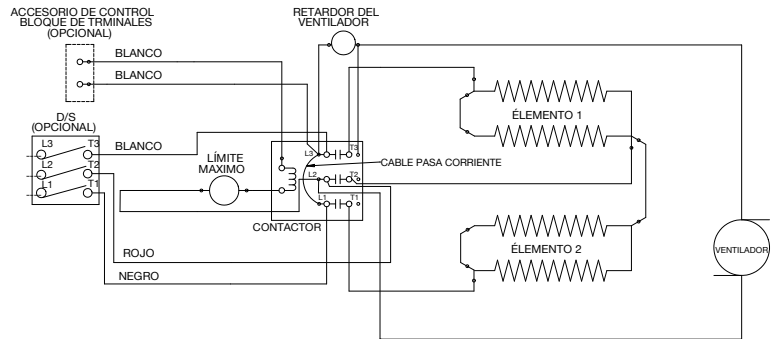 ACCESORIO DE CONTROL
BLOQUE DE TRMINALES
(OPCIONAL)
RETARDOR DEL
VENTILADOR
BLANCO
BLANCO
D/S
(OPCIONAL)
L3 T3
L2 T2
L1 T1
BLANCO
LÍMITE
MAXIMO
L3 T3
L2 T2
L1 T1
CABLE PASA CORRIENTE
CONTACTOR
ÉLEMENTO 1
ÉLEMENTO 2
VENTILADOR
ROJO
NEGRO